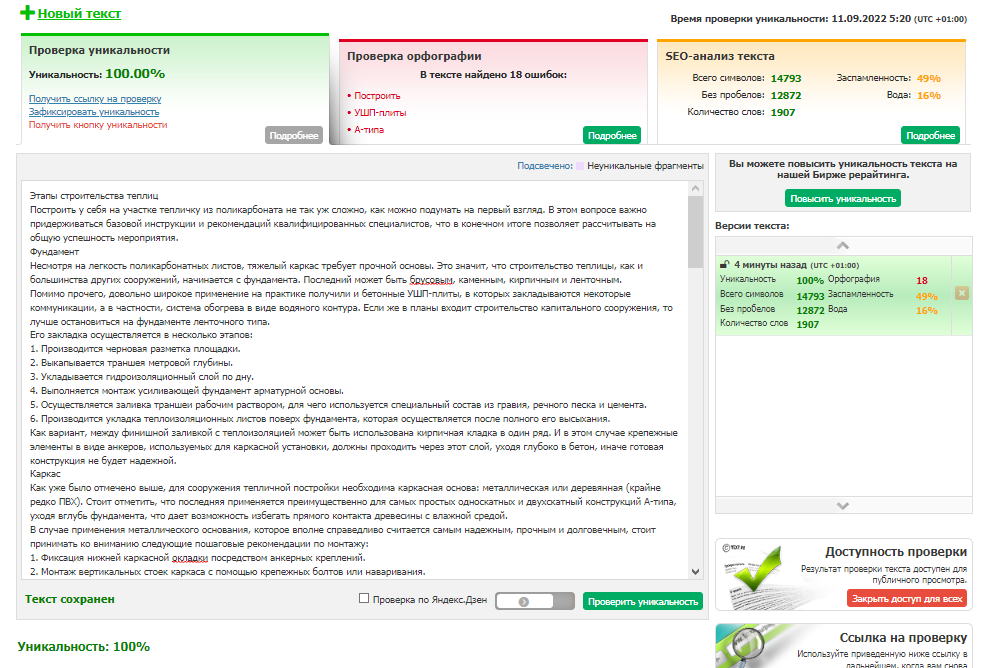 Новый текст
Время проверки уникальности: 11.09.2022 5:20 (UTC +01:00)
Проверка уникальности
Уникальность: 100.00%
Получить ссылку на проверку
Зафиксировать уникальность
Получить кнопку уникальности
Подробнее
Проверка орфографии
В тексте найдено 18 ошибок:
• Построить
• УШП-плиты
• А-типа
Подробнее
SEO-анализ текста
Всего символов: 14793 Заспамленность: 49%
Без пробелов: 12872 Вода: 16%
Количество слов: 1907
Подробнее
Подсвечено: Неуникальные фрагменты
Этапы строительства теплиц
Построить у себя на участке тепличку из поликарбоната не так уж сложно, как можно подумать на первый взгляд. В этом вопросе важно
придерживаться базовой инструкции и рекомендаций квалифицированных специалистов, что в конечном итоге позволяет рассчитывать на
общую успешность мероприятия.
Фундамент
Несмотря на легкость поликарбонатных листов, тяжелый каркас требует прочной основы. Это значит, что строительство теплицы, как и
большинства других сооружений, начинается с фундамента. Последний может быть брусовым, каменным, кирпичным и ленточным.
Помимо прочего, довольно широкое применение на практике получили и бетонные УШП-плиты, в которых закладываются некоторые
коммуникации, а в частности, система обогрева в виде водяного контура. Если же в планы входит строительство капитального сооружения, то
лучше остановиться на фундаменте ленточного типа.
Его закладка осуществляется в несколько этапов:
1. Производится черновая разметка площадки.
2. Выкапывается траншея метровой глубины.
3. Укладывается гидроизоляционный слой по дну.
4. Выполняется монтаж усиливающей фундамент арматурной основы.
5. Осуществляется заливка траншеи рабочим раствором, для чего используется специальный состав из гравия, речного песка и цемента.
6. Производится укладка теплоизоляционных листов поверх фундамента, которая осуществляется после полного его высыхания.
Как вариант, между финишной заливкой с теплоизоляцией может быть использована кирпичная кладка в один ряд. И в этом случае крепежные
элементы в виде анкеров, используемых для каркасной установки, должны проходить через этот слой, уходя глубоко в бетон, иначе готовая
конструкция не будет надежной.
Каркас
Как уже было отмечено выше, для сооружения тепличной постройки необходима каркасная основа: металлическая или деревянная (крайне
редко ПВХ). Стоит отметить, что последняя применяется преимущественно для самых простых односкатных и двухскатный конструкций А-типа,
уходя вглубь фундамента, что дает возможность избегать прямого контакта древесины с влажной средой.
В случае применения металлического основания, которое вполне справедливо считается самым надежным, прочным и долговечным, стоит
принимать ко вниманию следующие пошаговые рекомендации по монтажу:
1. Фиксация нижней каркасной окладки посредством анкерных креплений.
2. Монтаж вертикальных стоек каркаса с помощью крепежных болтов или наваривания.
Текст сохранен
Проверка по Яндекс.Дзен
Проверить уникальность
Уникальность: 100%
Вы можете повысить уникальность текста на
нашей Бирже рерайтинга.
Повысить уникальность
Версии текста:
4 минуты назад (UTC +01:00)
Уникальность 100% Орфография 18
Всего символов 14793 Заспамленность 49%
Без пробелов 12872 Вода 16%
Количество слов 1907
Доступность проверки
Результат проверки текста доступен для
публичного просмотра.
Закрыть доступ для всех
Ссылка на проверку
Используйте приведенную ниже ссылку в
дальнейшем, когда вам снова